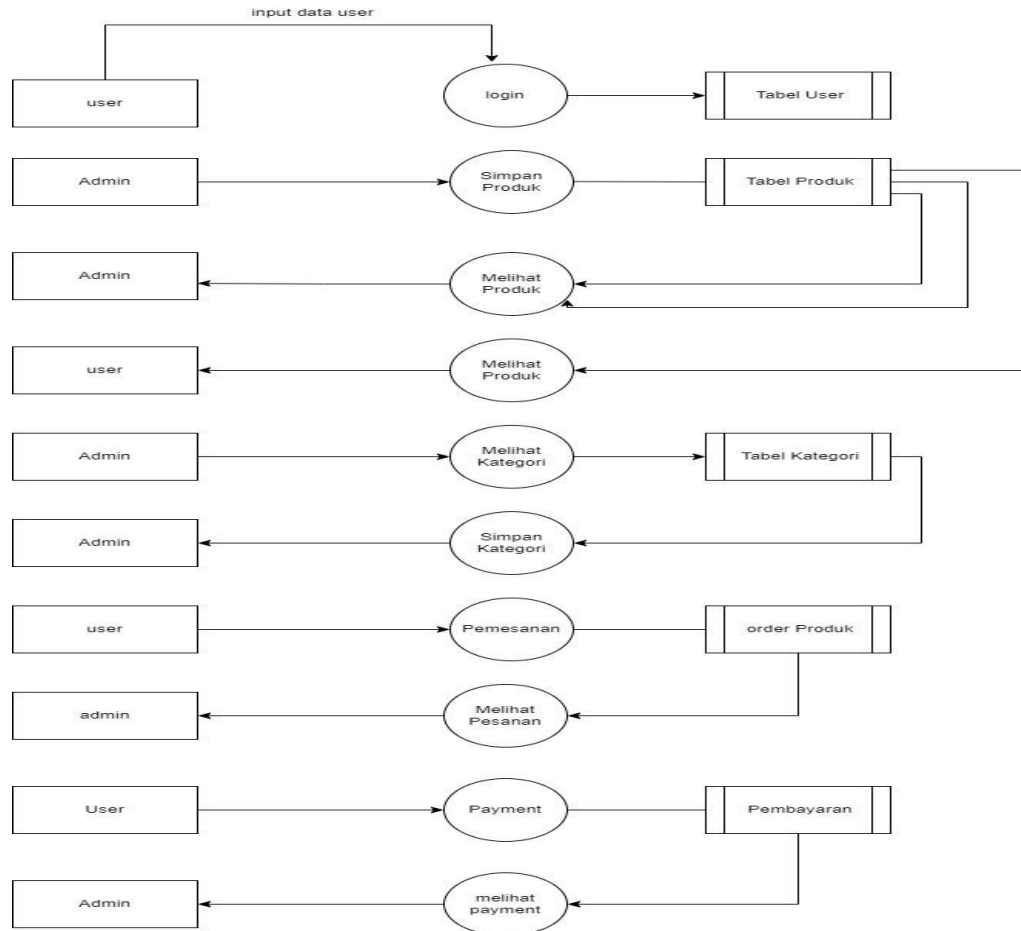 input data user
user
login
Tabel User
Admin
Simpan
Produk
Tabel Produk
Admin
Melihat
Produk
user
Melihat
Produk
Admin
Melihat
Kategori
Tabel Kategori
Admin
Simpan
Kategori
user
Pemesanan
order Produk
admin
Melihat
Pesanan
User
Payment
Pembayaran
Admin
melihat
payment